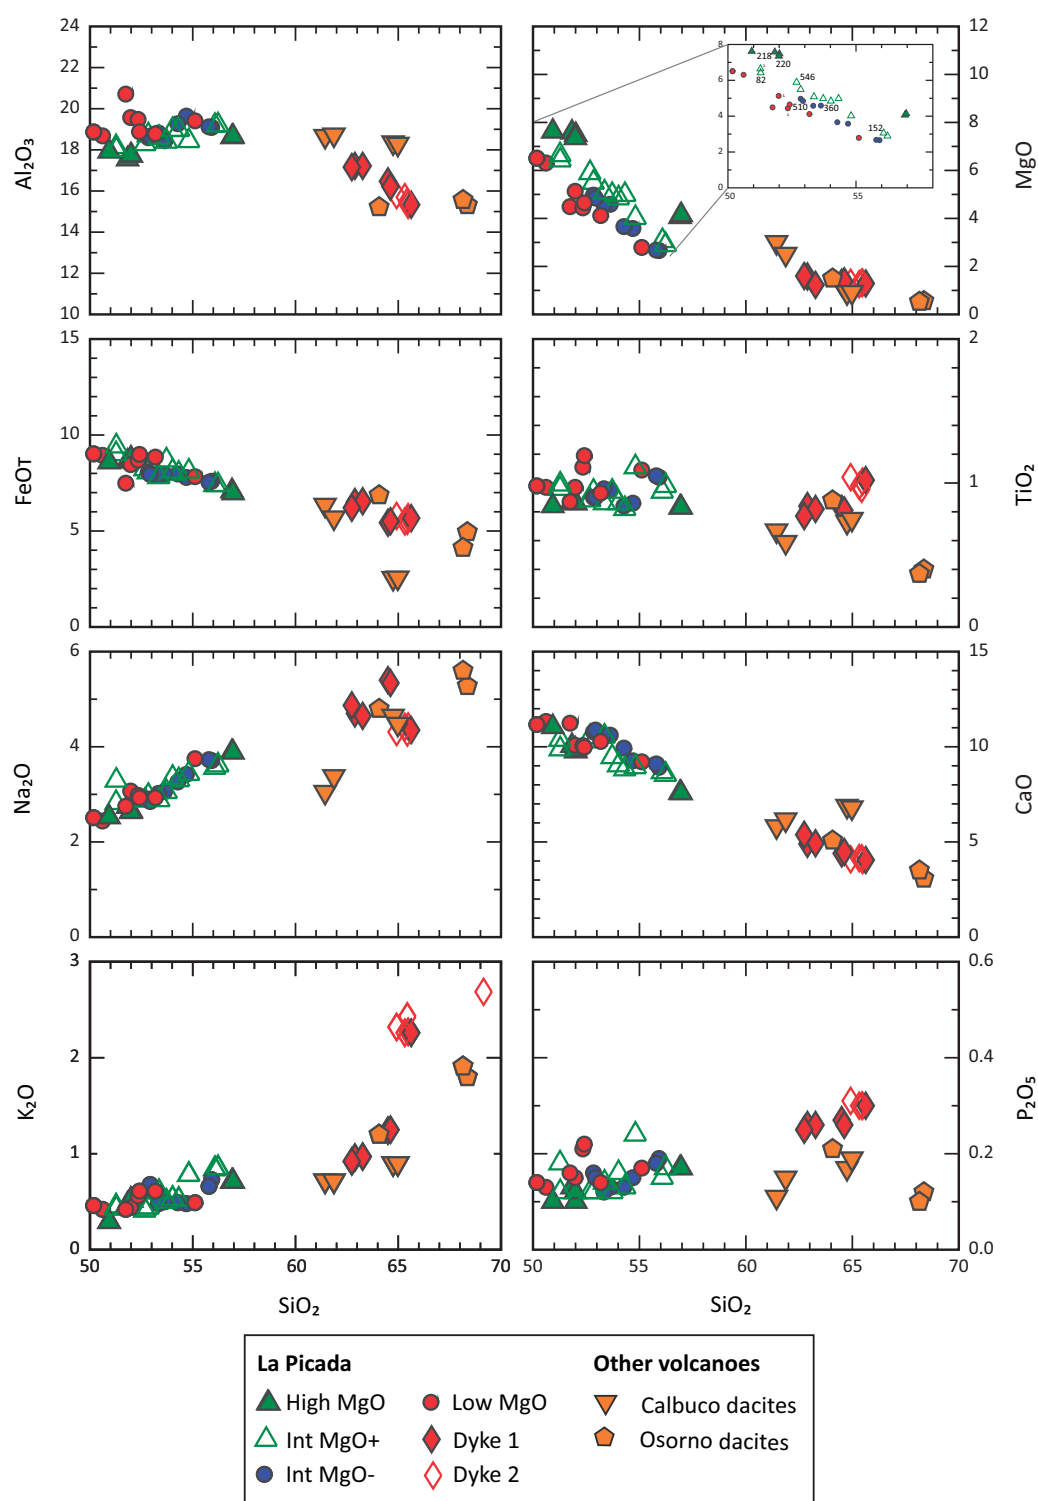 24
22
20
18
16
14
12
10
Al₂O₃
12
10
8
6
4
2
0
MgO
8
6
4
2
0
50
55
218
220
82
546
510
360
152
15
10
5
0
FeOT
2
1
0
TiO₂
6
4
2
0
Na₂O
15
10
5
0
CaO
3
2
1
0
K₂O
0.6
0.4
0.2
0.0
P₂O₅
50 55 60 65 70
50 55 60 65 70
SiO₂
SiO₂
La Picada
Other volcanoes
High MgO
Low MgO
Calbuco dacites
Int MgO+
Dyke 1
Osorno dacites
Int MgO-
Dyke 2